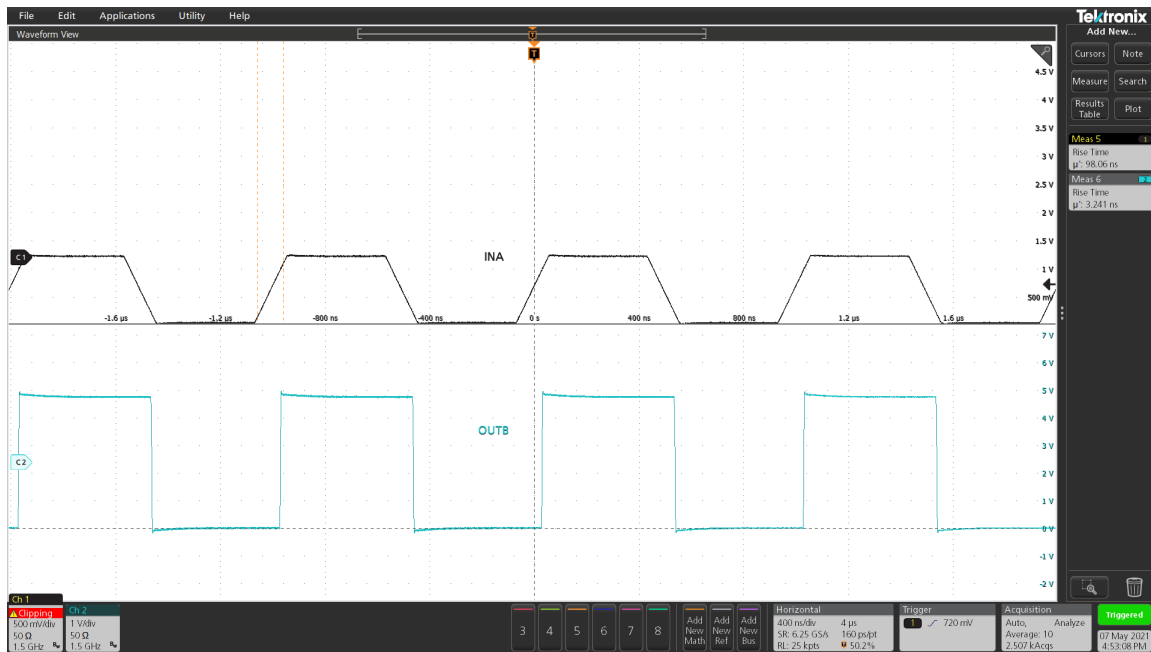 File Edit Applications Utility Help
Tektronix
Waveform View
Add New...
T
T
Cursors Note
Measure Search
Results Table Plot
4.5 V
4 V
3.5 V
3 V
2.5 V
2 V
1.5 V
1 V
500 mV
Meas 5 1
Rise Time
µ': 98.06 ns
Meas 6 2
Rise Time
µ': 3.241 ns
C1
INA
-1.6 µs -1.2 µs -800 ns -400 ns 0 s 400 ns 800 ns 1.2 µs 1.6 µs
7 V
6 V
5 V
4 V
3 V
2 V
1 V
0 V
-1 V
-2 V
OUTB
C2
Ch 1
Clipping
500 mV/div
50 Ω
1.5 GHz Bw
Ch 2
1 V/div
50 Ω
1.5 GHz Bw
3 4 5 6 7 8
Add New Math
Add New Ref
Add New Bus
Horizontal
400 ns/div 4 µs
SR: 6.25 GS/s 160 ps/pt
RL: 25 kpts 50.2%
Trigger
1 720 mV
Acquisition
Auto, Analyze
Average: 10
2.507 kAcqs
Triggered
07 May 2021
4:53:08 PM